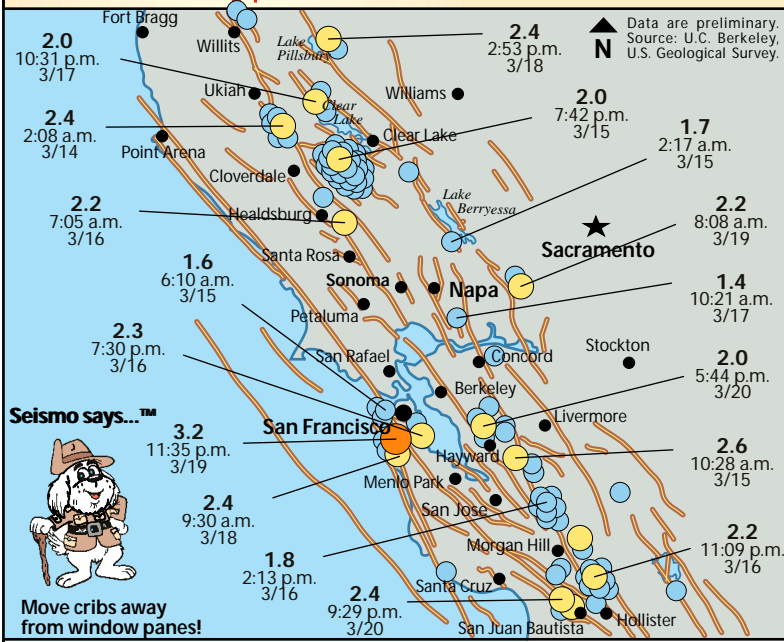 Fort Bragg
Willits
Lake
Pillsbury
2.4
2:53 p.m.
3/18
N
Data are preliminary.
Source: U.C. Berkeley,
U.S. Geological Survey.
2.0
10:31 p.m.
3/17
Ukiah
Clear
Lake
Williams
2.0
7:42 p.m.
3/15
2.4
2:08 a.m.
3/14
Point Arena
Clear Lake
1.7
2:17 a.m.
3/15
Cloverdale
2.2
7:05 a.m.
3/16
Healdsburg
Lake
Berryessa
2.2
8:08 a.m.
3/19
Sacramento
Santa Rosa
1.6
6:10 a.m.
3/15
Sonoma
Napa
1.4
10:21 a.m.
3/17
Petaluma
2.3
7:30 p.m.
3/16
San Rafael
Concord
Stockton
2.0
5:44 p.m.
3/20
Berkeley
Seismo says...™
San Francisco
Livermore
3.2
11:35 p.m.
3/19
Hayward
2.6
10:28 a.m.
3/15
Menlo Park
2.4
9:30 a.m.
3/18
San Jose
2.2
11:09 p.m.
3/16
Morgan Hill
1.8
2:13 p.m.
3/16
Santa Cruz
2.4
9:29 p.m.
3/20
Move cribs away
from window panes!
San Juan Bautista
Hollister